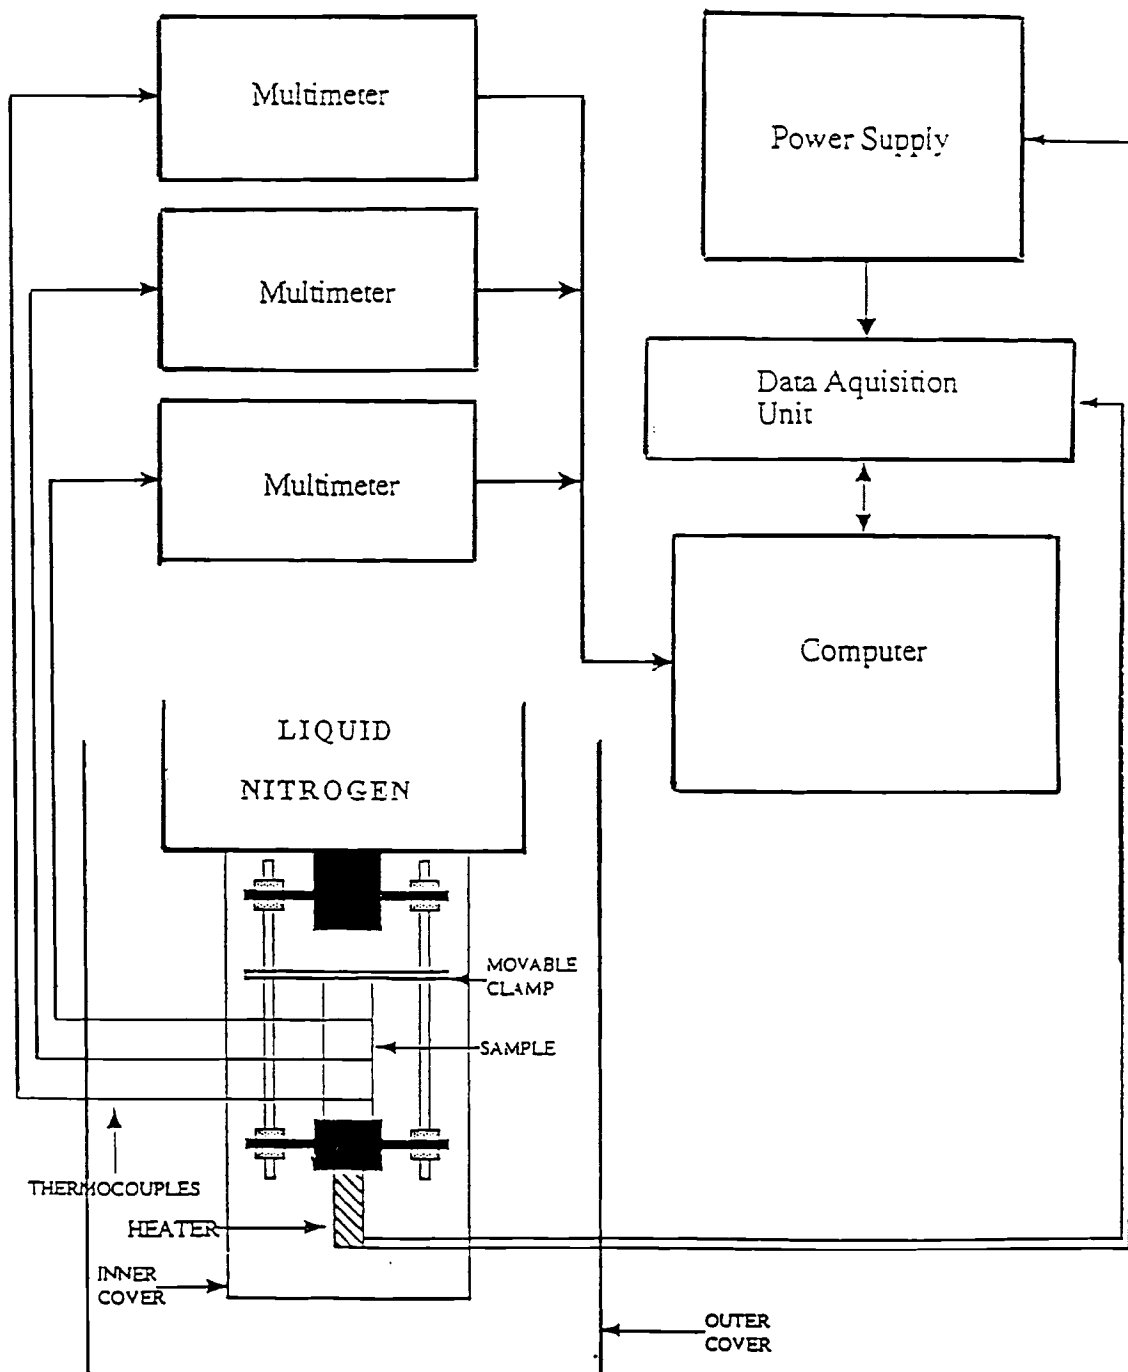 Multimeter
Power Supply
Multimeter
Data Aquisition
Unit
Multimeter
Computer
LIQUID
NITROGEN
MOVABLE
CLAMP
SAMPLE
THERMOCOUPLES
HEATER
INNER
COVER
OUTER
COVER